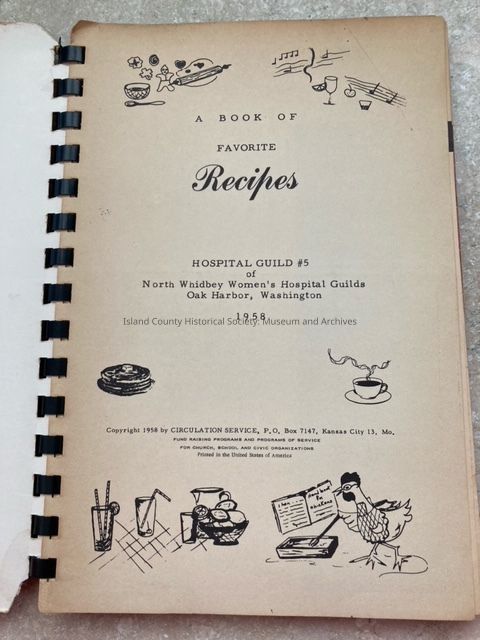 A BOOK OF
FAVORITE
Recipes
HOSPITAL GUILD #5
of
North Whidbey Women's Hospital Guilds
Oak Harbor, Washington
1958
Island County Historical Society: Museum and Archives
Copyright 1958 by CIRCULATION SERVICE, P.O. Box 7147, Kansas City 13, Mo.
FUND RAISING PROGRAMS AND PROGRAMS OF SERVICE
FOR CHURCH, SCHOOL AND CIVIC ORGANIZATIONS
Printed in the United States of America